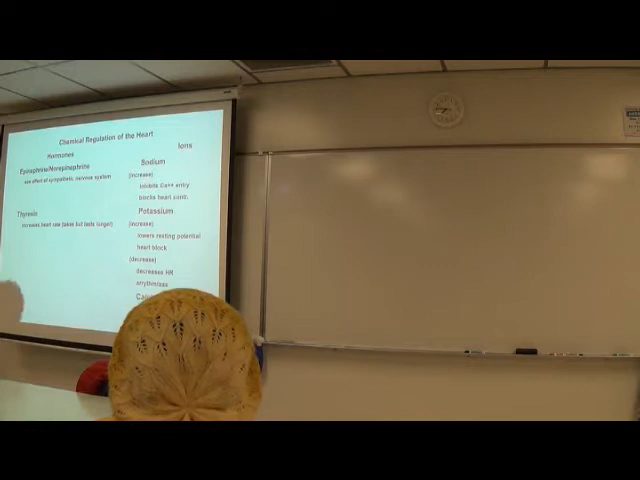 Chemical Regulation of the Heart
Hormones
Ions
Epinephrine/Norepinephrine
see effect of sympathetic nervous system
Sodium
(increase)
inhibits Ca++ entry
blocks heart contr.
Thyroxin
increases heart rate (takes but lasts longer)
Potassium
(increase)
lowers resting potential
heart block
(decrease)
decreases HR
arrythmias